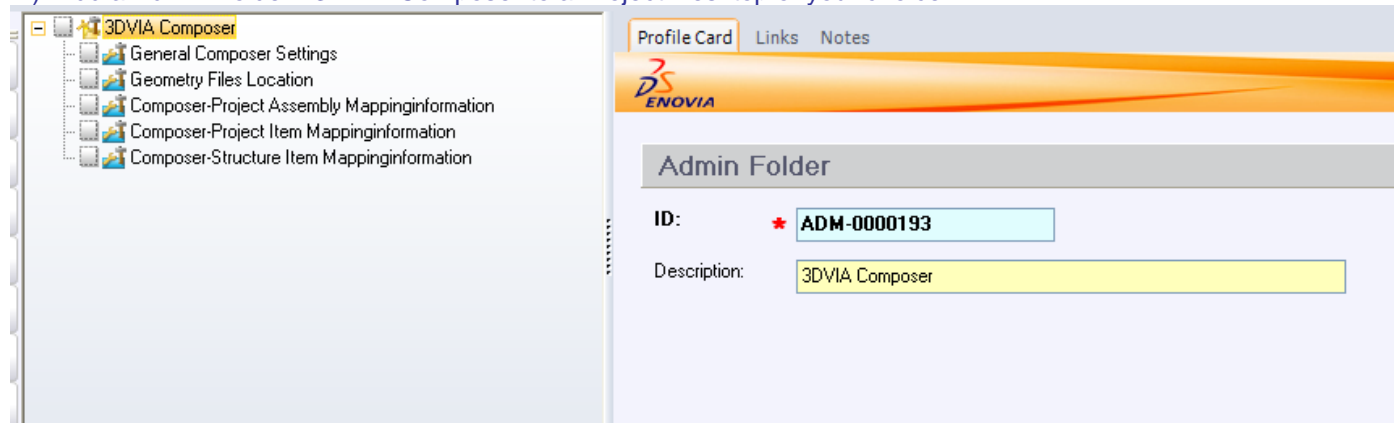 3DVIA Composer
General Composer Settings
Geometry Files Location
Composer-Project Assembly Mappinginformation
Composer-Project Item Mappinginformation
Composer-Structure Item Mappinginformation
Profile Card Links Notes
ENOVIA
Admin Folder
ID: * ADM-0000193
Description: 3DVIA Composer